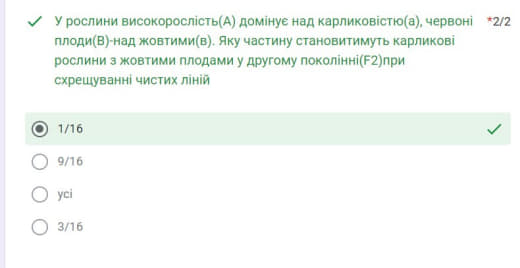 У рослини високорослість(А) домінує над карликовістю(а), червоні *2/2
плоди(В)-над жовтими(в). Яку частину становитимуть карликові
рослини з жовтими плодами у другому поколінні(F2)при
схрещуванні чистих ліній
1/16
9/16
усі
3/16